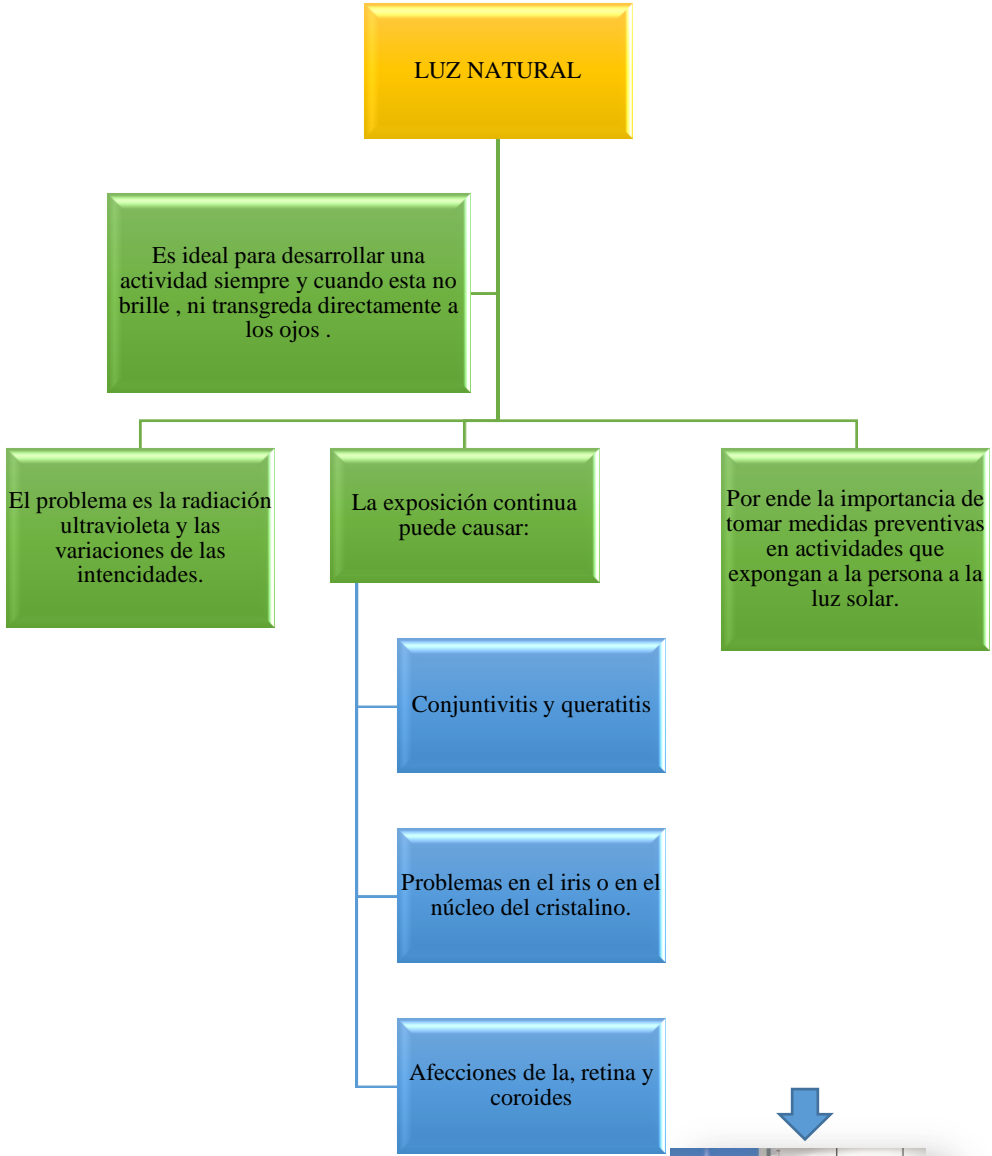 LUZ NATURAL
Es ideal para desarrollar una
actividad siempre y cuando esta no
brille , ni transgreda directamente a
los ojos .
El problema es la radiación
ultravioleta y las
variaciones de las
intencidades.
La exposición continua
puede causar:
Por ende la importancia de
tomar medidas preventivas
en actividades que
expongan a la persona a la
luz solar.
Conjuntivitis y queratitis
Problemas en el iris o en el
núcleo del cristalino.
Afecciones de la, retina y
coroides